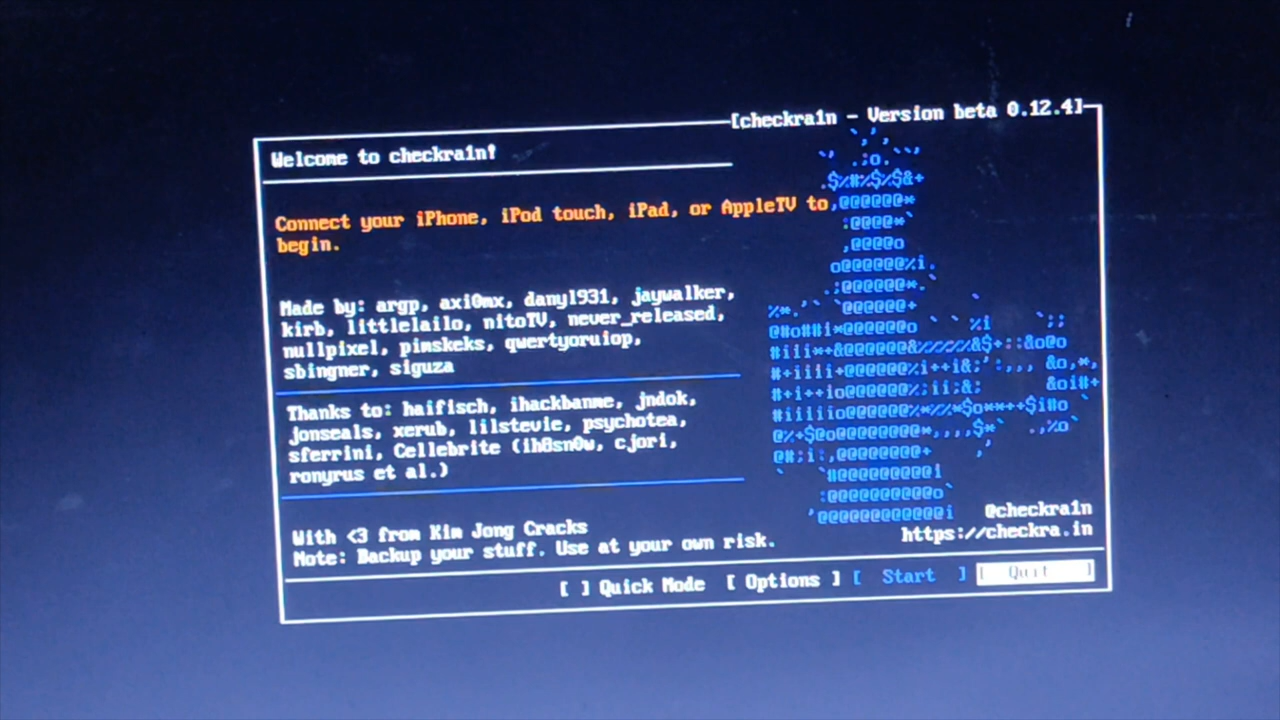 [checkra1n - Version beta 0.12.4]
Welcome to checkra1n!
Connect your iPhone, iPod touch, iPad, or AppleTV to
begin.
Made by: argp, axi0mx, danyl931, jaywalker,
kirb, littlelailo, nitoTV, never_released,
nullpixel, pimskeks, qwertyoruiop,
sbingner, siguza
Thanks to: haifisch, ihackbanme, jndok,
jonseals, xerub, lilstevie, psychotea,
sferrini, Cellebrite (ih8sn0w, cjori,
ronyrus et al.)
With <3 from Kim Jong Cracks
Note: Backup your stuff. Use at your own risk.
@checkra1n
https://checkra.in
[ ] Quick Mode [ Options ] [ Start ] [ Quit ]